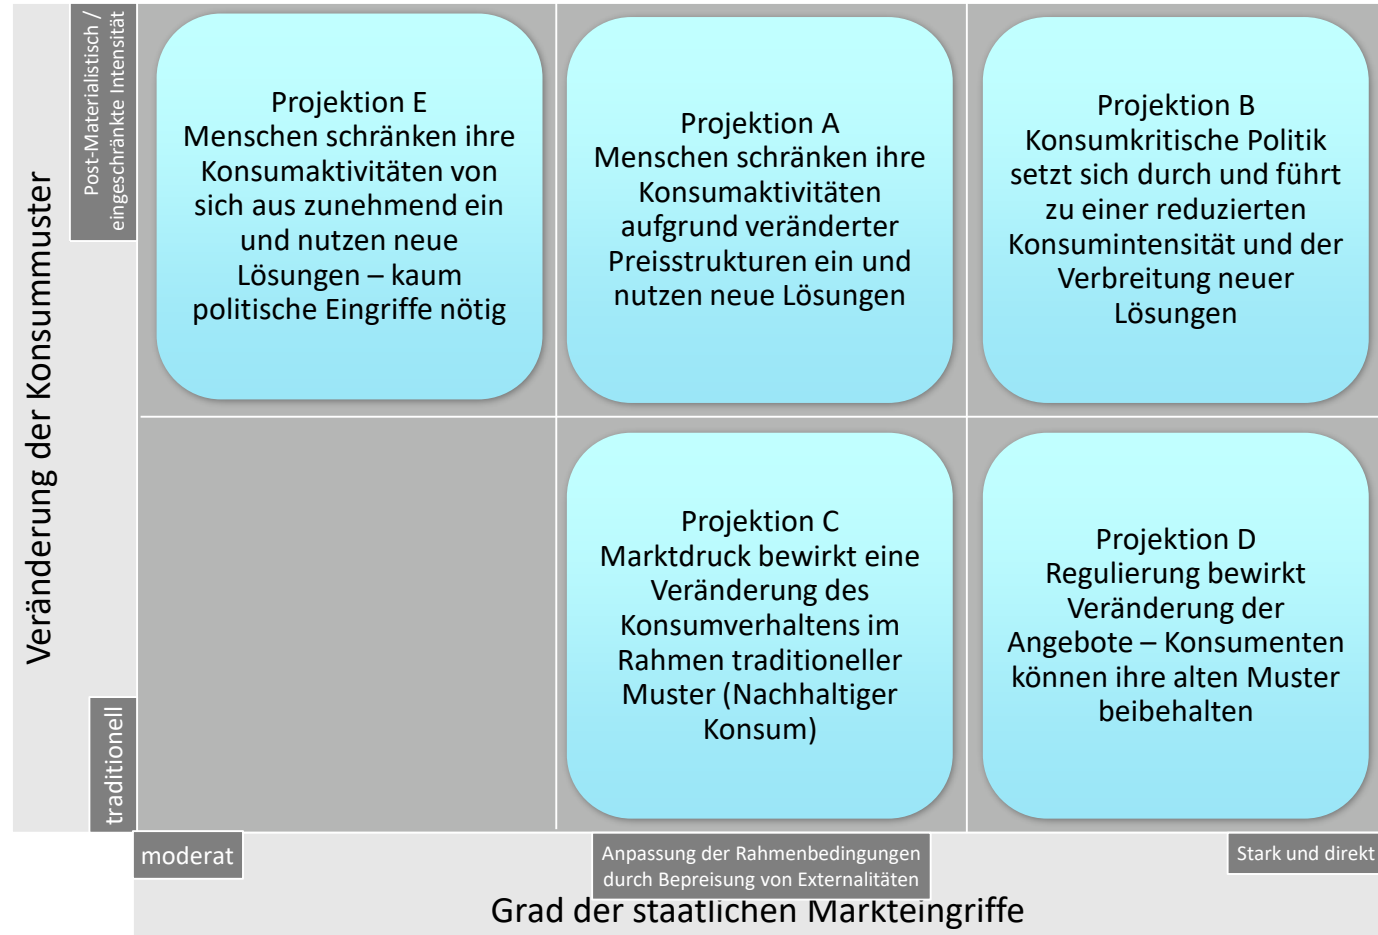 Veränderung der Konsummuster
Post-Materialistisch /
eingeschränkte Intensität
traditionell
Projektion E
Menschen schränken ihre
Konsumaktivitäten von
sich aus zunehmend ein
und nutzen neue
Lösungen – kaum
politische Eingriffe nötig
Projektion A
Menschen schränken ihre
Konsumaktivitäten
aufgrund veränderter
Preisstrukturen ein und
nutzen neue Lösungen
Projektion B
Konsumkritische Politik
setzt sich durch und führt
zu einer reduzierten
Konsumintensität und der
Verbreitung neuer
Lösungen
Projektion C
Marktdruck bewirkt eine
Veränderung des
Konsumverhaltens im
Rahmen traditioneller
Muster (Nachhaltiger
Konsum)
Projektion D
Regulierung bewirkt
Veränderung der
Angebote – Konsumenten
können ihre alten Muster
beibehalten
moderat
Anpassung der Rahmenbedingungen
durch Bepreisung von Externalitäten
Stark und direkt
Grad der staatlichen Markteingriffe